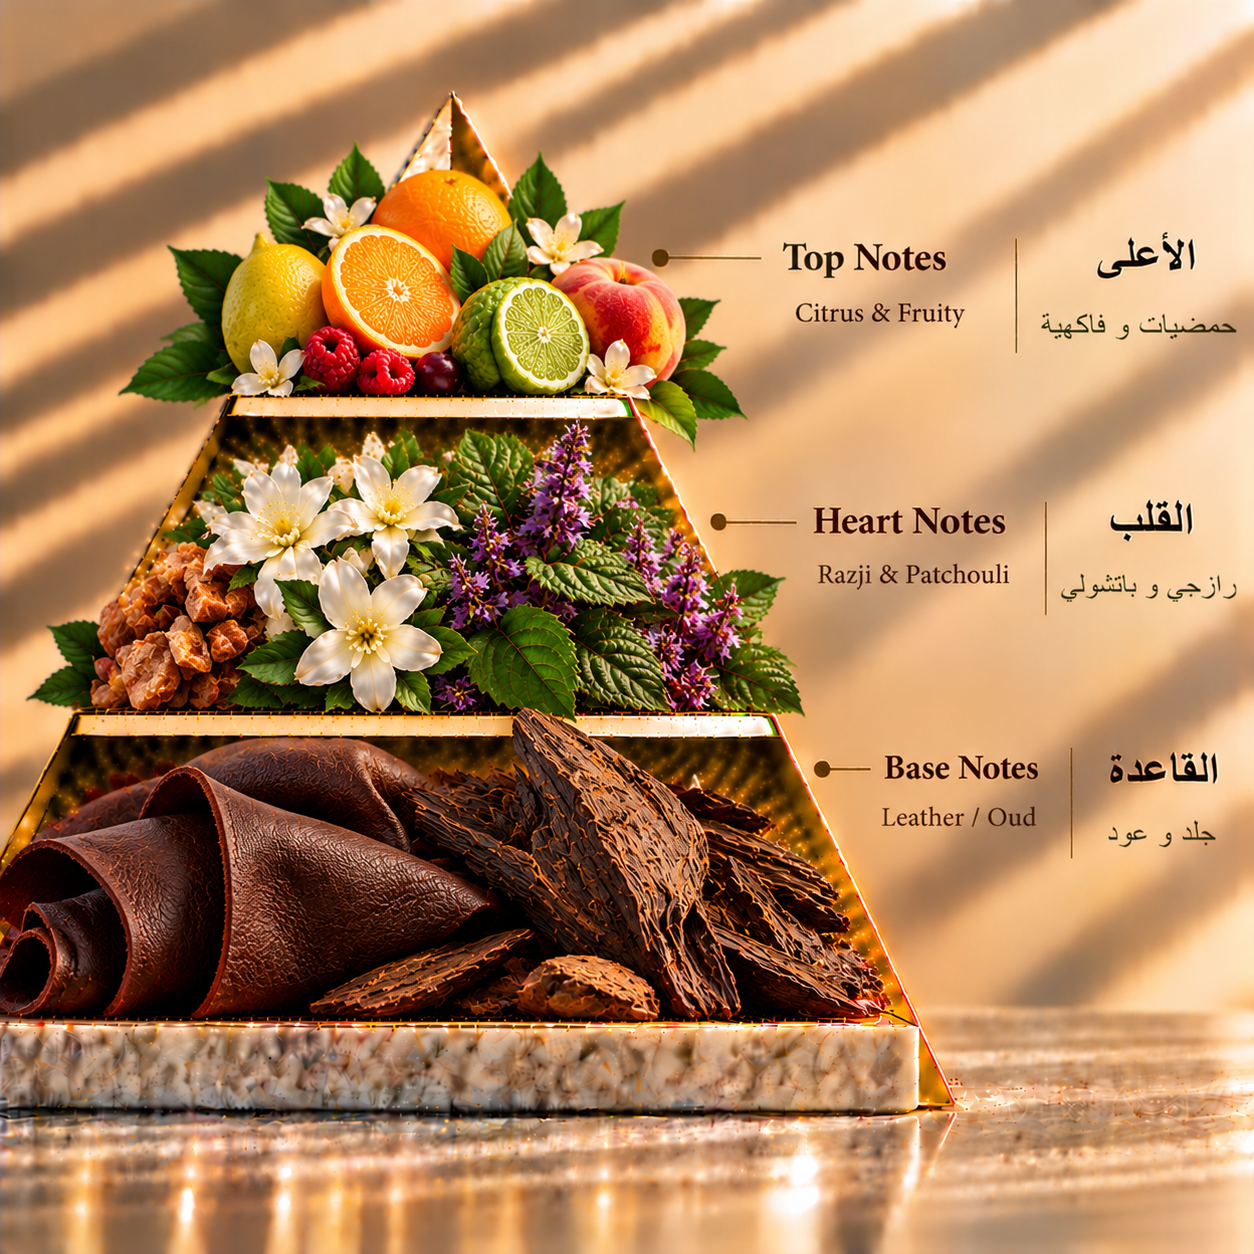 Top Notes
Citrus & Fruity
الأعلى
حمضيات و فاكهية
Heart Notes
Razji & Patchouli
القلب
رازجي و باتشولي
Base Notes
Leather / Oud
القاعدة
جلد و عود